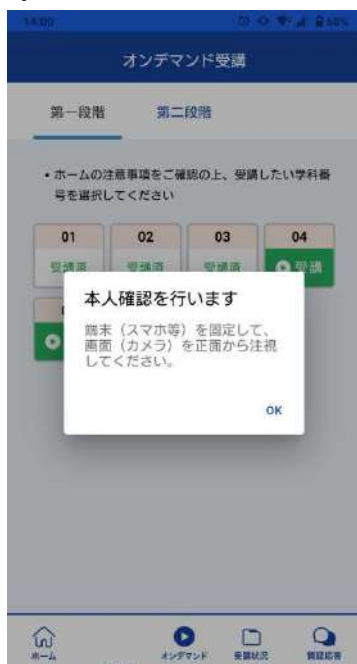 14:00
オンデマンド受講
第一段階
第二段階
• ホームの注意事項をご確認の上、受講したい学科番
号を選択してください
01
02
03
04
受講済
受講済
受講済
受講
本人確認を行います
端末（スマホ等）を固定して、
画面（カメラ）を正面から注視
してください。
OK
ホーム
オンデマンド
受講状況
質疑応答